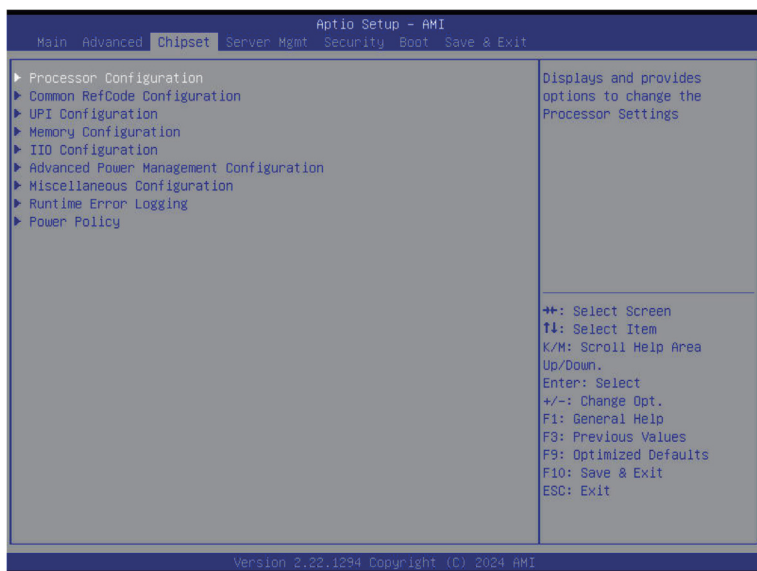 Aptio Setup – AMI
Main Advanced Chipset Server Mgmt Security Boot Save & Exit
Processor Configuration
Common RefCode Configuration
UPI Configuration
Memory Configuration
IIO Configuration
Advanced Power Management Configuration
Miscellaneous Configuration
Runtime Error Logging
Power Policy
Displays and provides
options to change the
Processor Settings
→←: Select Screen
↑↓: Select Item
K/M: Scroll Help Area
Up/Down.
Enter: Select
+/-: Change Opt.
F1: General Help
F3: Previous Values
F9: Optimized Defaults
F10: Save & Exit
ESC: Exit
Version 2.22.1294 Copyright (C) 2024 AMI